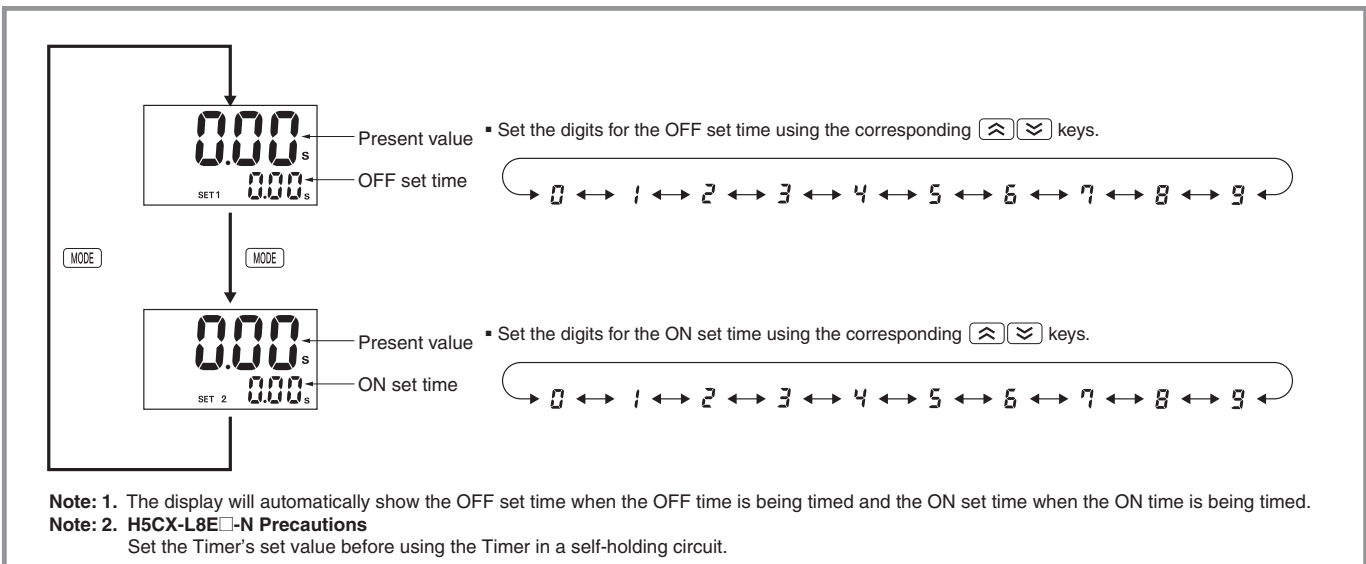 0.00 s
Present value
SET 1 0.00 s
OFF set time
▪ Set the digits for the OFF set time using the corresponding keys.
0 1 2 3 4 5 6 7 8 9
MODE
MODE
0.00 s
Present value
SET 2 0.00 s
ON set time
▪ Set the digits for the ON set time using the corresponding keys.
0 1 2 3 4 5 6 7 8 9
Note: 1. The display will automatically show the OFF set time when the OFF time is being timed and the ON set time when the ON time is being timed.
Note: 2. H5CX-L8E□-N Precautions
Set the Timer's set value before using the Timer in a self-holding circuit.